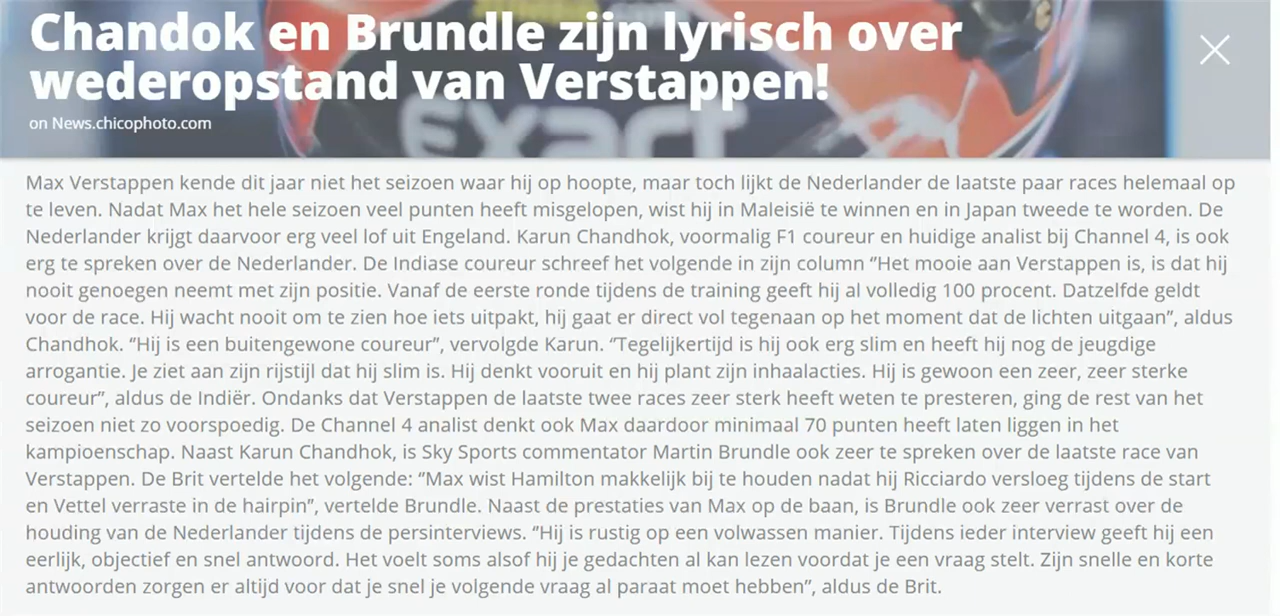 Chandok en Brundle zijn lyrisch over
wederopstand van Verstappen!
on News.chicophoto.com
exact
Max Verstappen kende dit jaar niet het seizoen waar hij op hoopte, maar toch lijkt de Nederlander de laatste paar races helemaal op
te leven. Nadat Max het hele seizoen veel punten heeft misgelopen, wist hij in Maleisië te winnen en in Japan tweede te worden. De
Nederlander krijgt daarvoor erg veel lof uit Engeland. Karun Chandhok, voormalig F1 coureur en huidige analist bij Channel 4, is ook
erg te spreken over de Nederlander. De Indiase coureur schreef het volgende in zijn column “Het mooie aan Verstappen is, is dat hij
nooit genoegen neemt met zijn positie. Vanaf de eerste ronde tijdens de training geeft hij al volledig 100 procent. Datzelfde geldt
voor de race. Hij wacht nooit om te zien hoe iets uitpakt, hij gaat er direct vol tegenaan op het moment dat de lichten uitgaan”, aldus
Chandhok. “Hij is een buitengewone coureur”, vervolgde Karun. “Tegelijkertijd is hij ook erg slim en heeft hij nog de jeugdige
arrogantie. Je ziet aan zijn rijstijl dat hij slim is. Hij denkt vooruit en hij plant zijn inhaalacties. Hij is gewoon een zeer, zeer sterke
coureur”, aldus de Indiër. Ondanks dat Verstappen de laatste twee races zeer sterk heeft weten te presteren, ging de rest van het
seizoen niet zo voorspoedig. De Channel 4 analist denkt ook Max daardoor minimaal 70 punten heeft laten liggen in het
kampioenschap. Naast Karun Chandhok, is Sky Sports commentator Martin Brundle ook zeer te spreken over de laatste race van
Verstappen. De Brit vertelde het volgende: “Max wist Hamilton makkelijk bij te houden nadat hij Ricciardo versloeg tijdens de start
en Vettel verraste in de hairpin”, vertelde Brundle. Naast de prestaties van Max op de baan, is Brundle ook zeer verrast over de
houding van de Nederlander tijdens de persinterviews. “Hij is rustig op een volwassen manier. Tijdens ieder interview geeft hij een
eerlijk, objectief en snel antwoord. Het voelt soms alsof hij je gedachten al kan lezen voordat je een vraag stelt. Zijn snelle en korte
antwoorden zorgen er altijd voor dat je snel je volgende vraag al paraat moet hebben”, aldus de Brit.